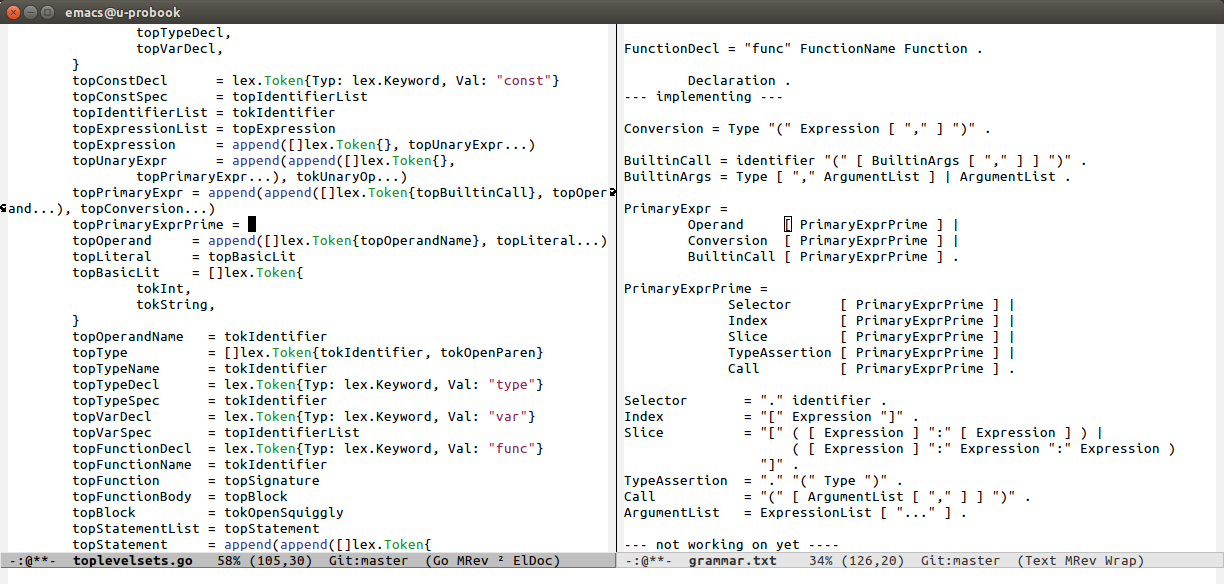 emacs@u-probook
                topTypeDecl,
                topVarDecl,
        }
        topConstDecl      = lex.Token{Typ: lex.Keyword, Val: "const"}
        topConstSpec      = topIdentifierList
        topIdentifierList = tokIdentifier
        topExpressionList = topExpression
        topExpression     = append([]lex.Token{}, topUnaryExpr...)
        topUnaryExpr      = append(append([]lex.Token{},
                topPrimaryExpr...), tokUnaryOp...)
        topPrimaryExpr = append(append([]lex.Token{topBuiltinCall}, topOper
and...), topConversion...)
        topPrimaryExprPrime = 
        topOperand     = append([]lex.Token{topOperandName}, topLiteral...)
        topLiteral     = topBasicLit
        topBasicLit    = []lex.Token{
                tokInt,
                tokString,
        }
        topOperandName   = tokIdentifier
        topType          = []lex.Token{tokIdentifier, tokOpenParen}
        topTypeName      = tokIdentifier
        topTypeDecl      = lex.Token{Typ: lex.Keyword, Val: "type"}
        topTypeSpec      = tokIdentifier
        topVarDecl       = lex.Token{Typ: lex.Keyword, Val: "var"}
        topVarSpec       = topIdentifierList
        topFunctionDecl  = lex.Token{Typ: lex.Keyword, Val: "func"}
        topFunctionName  = tokIdentifier
        topFunction      = topSignature
        topFunctionBody  = topBlock
        topBlock         = tokOpenSquiggly
        topStatementList = topStatement
        topStatement     = append(append([]lex.Token{
-:@**-  toplevelsets.go   58% (105,30)   Git:master  (Go MRev ² ElDoc)
FunctionDecl = "func" FunctionName Function .
        Declaration .
--- implementing ---
Conversion = Type "(" Expression [ "," ] ")" .
BuiltinCall = identifier "(" [ BuiltinArgs [ "," ] ] ")" .
BuiltinArgs = Type [ "," ArgumentList ] | ArgumentList .
PrimaryExpr =
        Operand     [ PrimaryExprPrime ] |
        Conversion  [ PrimaryExprPrime ] |
        BuiltinCall [ PrimaryExprPrime ] .
PrimaryExprPrime =
             Selector      [ PrimaryExprPrime ] |
             Index         [ PrimaryExprPrime ] |
             Slice         [ PrimaryExprPrime ] |
             TypeAssertion [ PrimaryExprPrime ] |
             Call          [ PrimaryExprPrime ] .
Selector       = "." identifier .
Index          = "[" Expression "]" .
Slice          = "[" ( [ Expression ] ":" [ Expression ] ) |
                     ( [ Expression ] ":" Expression ":" Expression )
                 "]" .
TypeAssertion  = "." "(" Type ")" .
Call           = "(" [ ArgumentList [ "," ] ] ")" .
ArgumentList   = ExpressionList [ "..." ] .
--- not working on yet ----
-:@**-  grammar.txt    34% (126,20)  Git:master  (Text MRev Wrap)